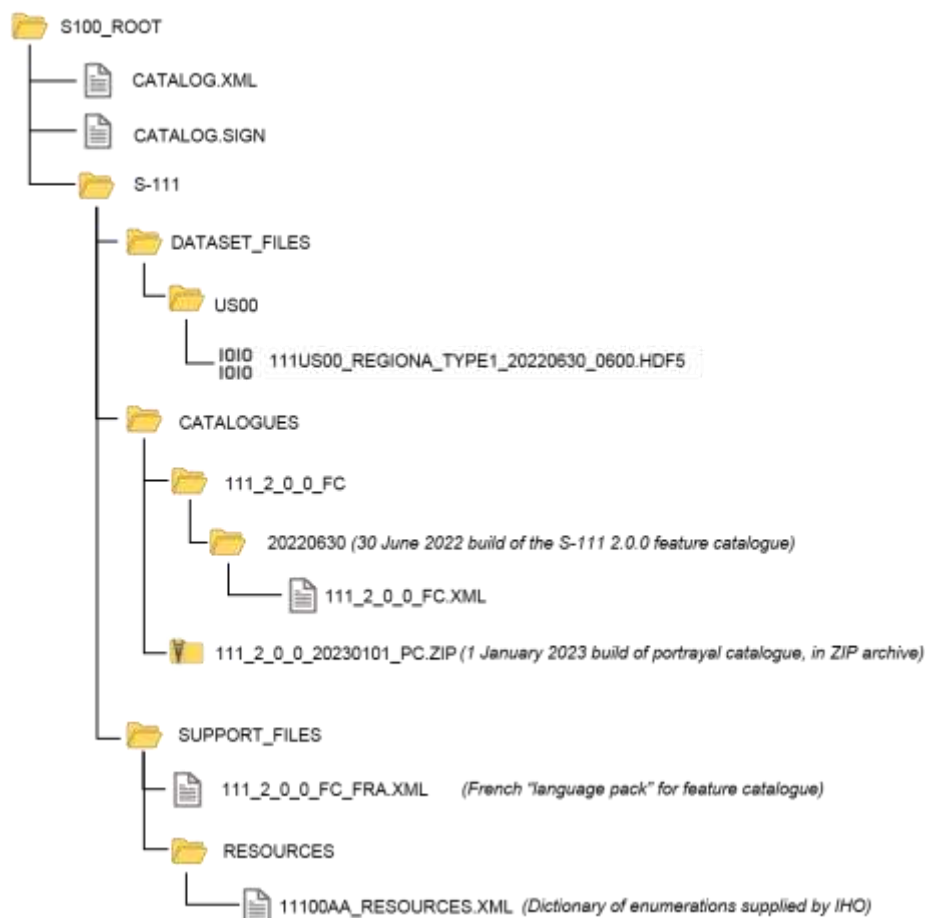 S100_ROOT
CATALOG.XML
CATALOG.SIGN
S-111
DATASET_FILES
US00
1010
1010
111US00_REGIONA_TYPE1_20220630_0600.HDF5
CATALOGUES
111_2_0_0_FC
20220630 (30 June 2022 build of the S-111 2.0.0 feature catalogue)
111_2_0_0_FC.XML
111_2_0_0_20230101_PC.ZIP (1 January 2023 build of portrayal catalogue, in ZIP archive)
SUPPORT_FILES
111_2_0_0_FC_FRA.XML (French "language pack" for feature catalogue)
RESOURCES
11100AA_RESOURCES.XML (Dictionary of enumerations supplied by IHO)